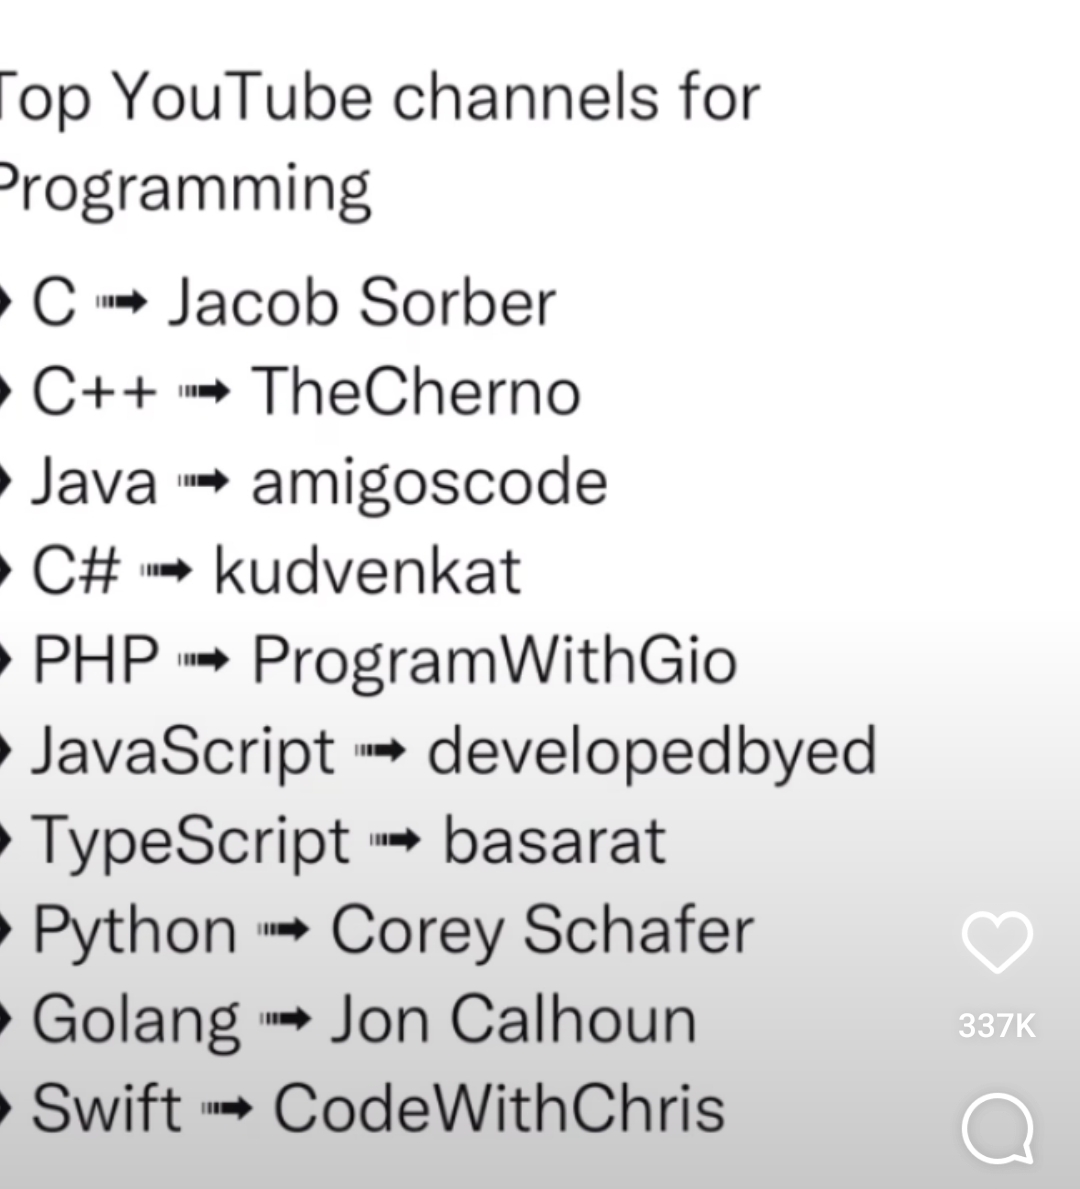 Top YouTube channels for
Programming
C ➟ Jacob Sorber
C++ ➟ TheCherno
Java ➟ amigoscode
C# ➟ kudvenkat
PHP ➟ ProgramWithGio
JavaScript ➟ developedbyed
TypeScript ➟ basarat
Python ➟ Corey Schafer
Golang ➟ Jon Calhoun
Swift ➟ CodeWithChris
337K